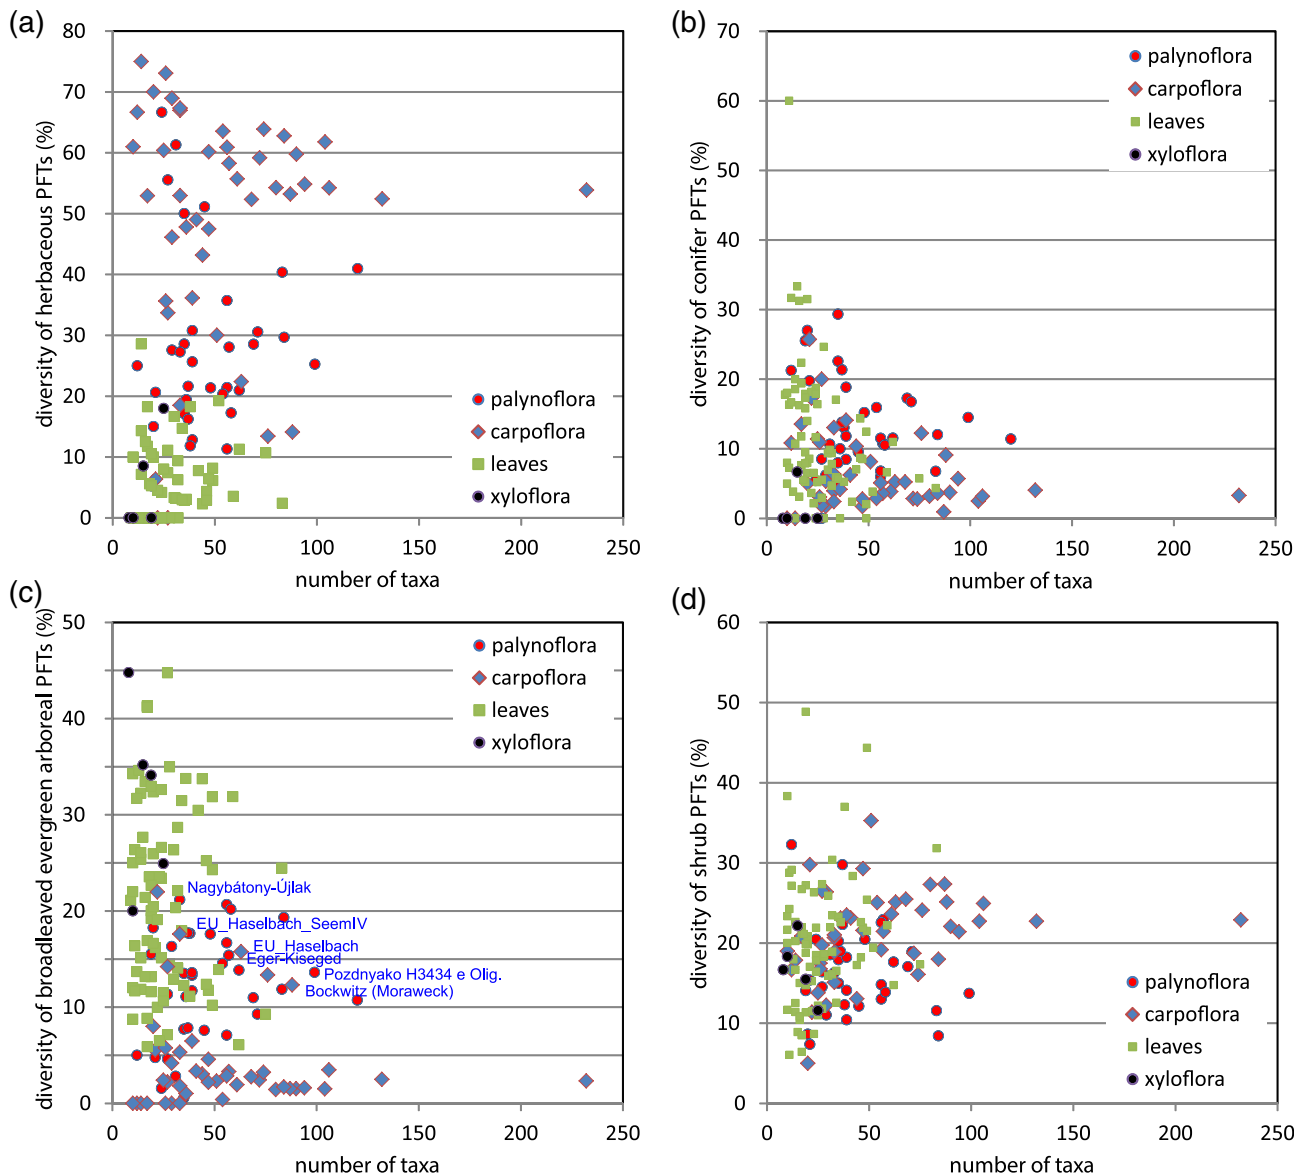 (a)
diversity of herbaceous PFTs (%)
80
70
60
50
40
30
20
10
0
0 50 100 150 200 250
number of taxa
palynoflora
carpoflora
leaves
xyloflora
(b)
diversity of conifer PFTs (%)
70
60
50
40
30
20
10
0
0 50 100 150 200 250
number of taxa
palynoflora
carpoflora
leaves
xyloflora
(c)
diversity of broadleaved evergreen arboreal PFTs (%)
50
40
30
20
10
0
0 50 100 150 200 250
number of taxa
palynoflora
carpoflora
leaves
xyloflora
Nagybátony-Újlak
EU_Haselbach_SeemIV
EU_Haselbach
Eger-Kiseged
Pozdnyako H3434 e Olig.
Bockwitz (Moraweck)
(d)
diversity of shrub PFTs (%)
60
50
40
30
20
10
0
0 50 100 150 200 250
number of taxa
palynoflora
carpoflora
leaves
xyloflora